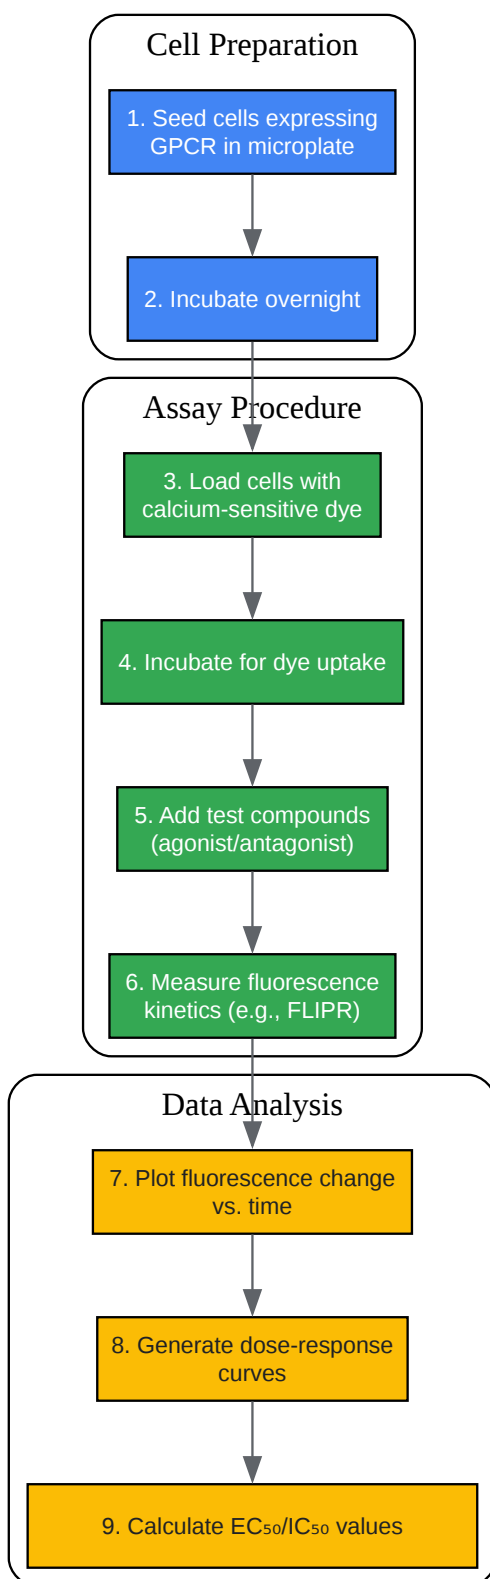 Cell Preparation
1. Seed cells expressing
GPCR in microplate
2. Incubate overnight
Assay Procedure
3. Load cells with
calcium-sensitive dye
4. Incubate for dye uptake
5. Add test compounds
(agonist/antagonist)
6. Measure fluorescence
kinetics (e.g., FLIPR)
Data Analysis
7. Plot fluorescence change
vs. time
8. Generate dose-response
curves
9. Calculate EC₅₀/IC₅₀ values